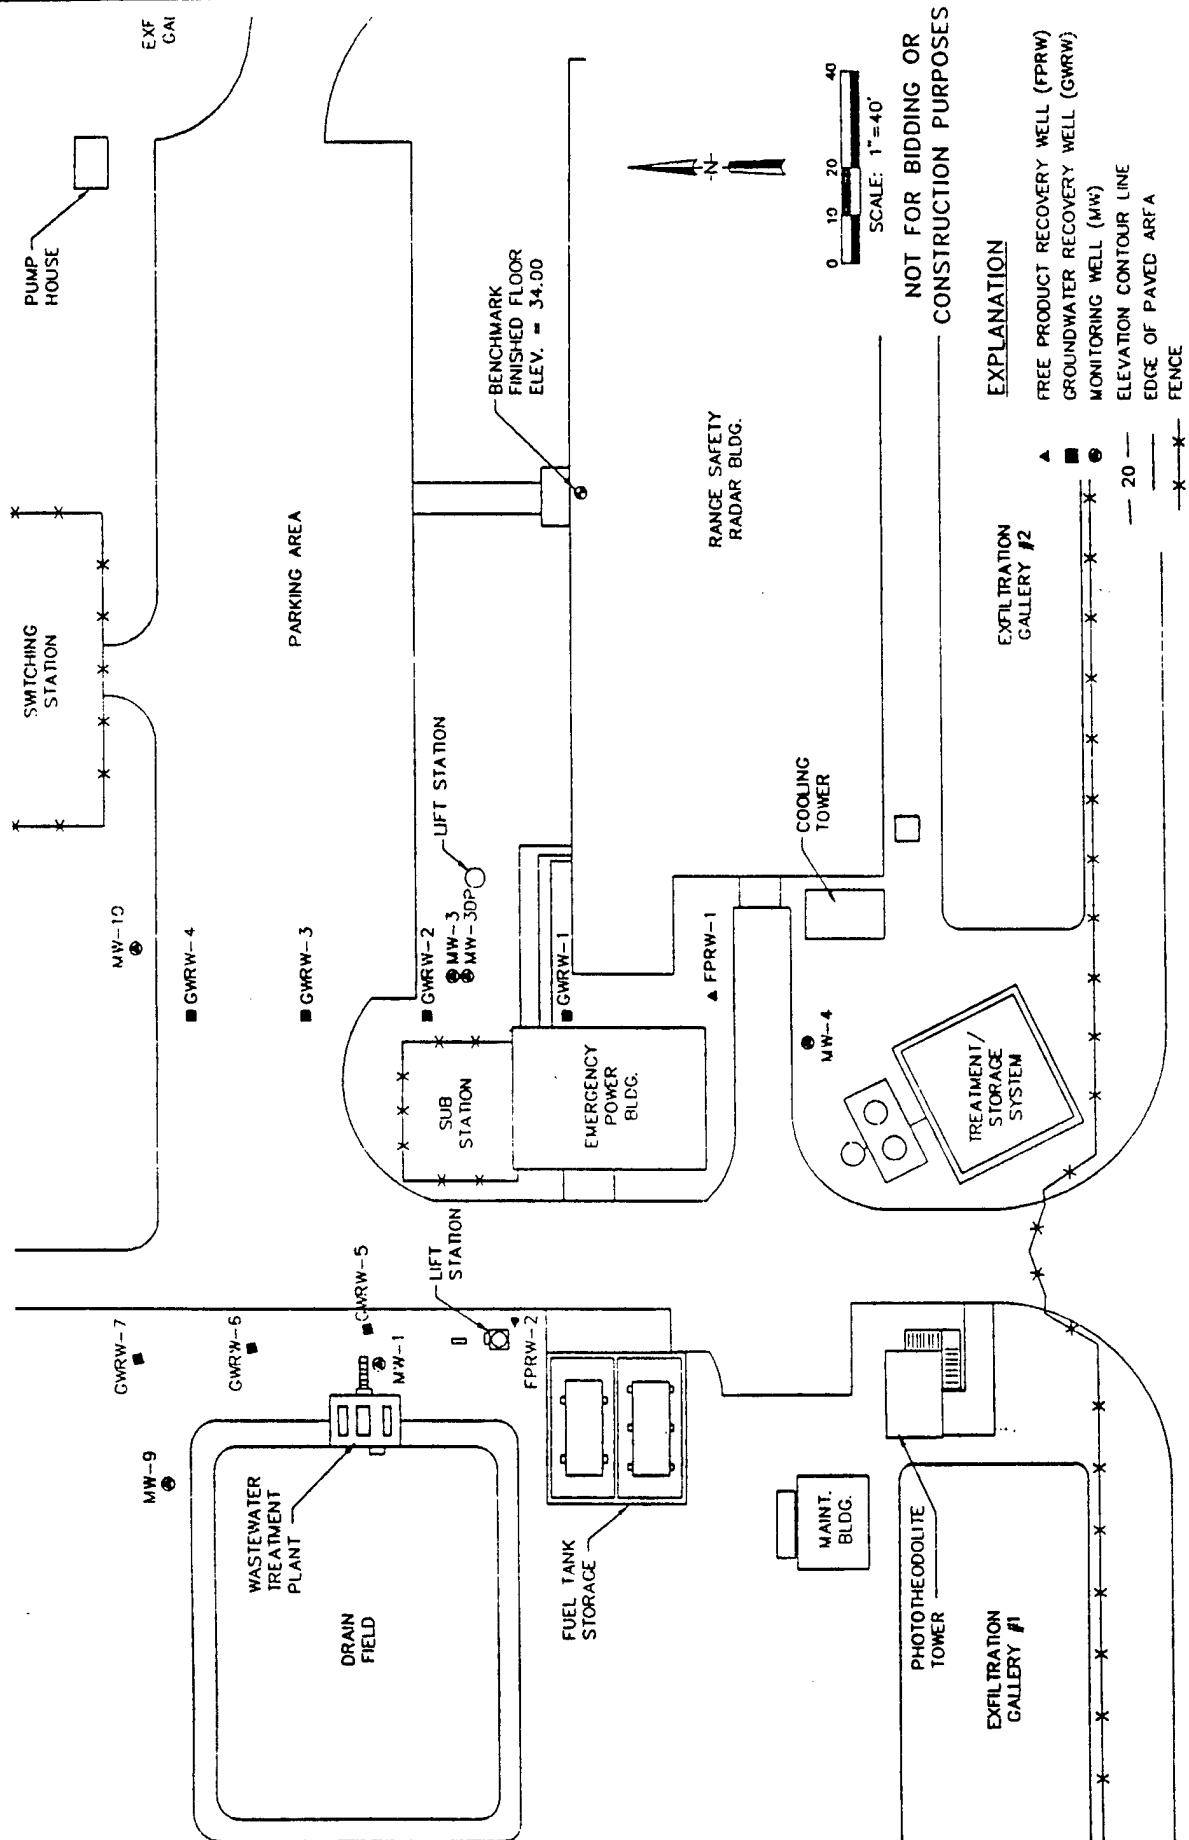 EXF
GAL
PUMP
HOUSE
SWITCHING
STATION
PARKING AREA
BENCHMARK
FINISHED FLOOR
ELEV. = 34.00
RANGE SAFETY
RADAR BLDG.
LIFT STATION
COOLING
TOWER
MW-10
GWRW-4
GWRW-3
GWRW-2
MW-3
MW-3DP
GWRW-1
FPRW-1
MW-4
SUB
STATION
EMERGENCY
POWER
BLDG.
TREATMENT/
STORAGE
SYSTEM
LIFT
STATION
GWRW-7
GWRW-6
GWRW-5
MW-1
FPRW-2
MW-9
WASTEWATER
TREATMENT
PLANT
DRAIN
FIELD
FUEL TANK
STORAGE
MAINT.
BLDG.
PHOTOTHEODOLITE
TOWER
EXFILTRATION
GALLERY #1
EXFILTRATION
GALLERY #2
-N-
0 10 20 40
SCALE: 1"=40'
NOT FOR BIDDING OR
CONSTRUCTION PURPOSES
EXPLANATION
FREE PRODUCT RECOVERY WELL (FPRW)
GROUNDWATER RECOVERY WELL (GWRW)
MONITORING WELL (MW)
20 ELEVATION CONTOUR LINE
EDGE OF PAVED AREA
FENCE